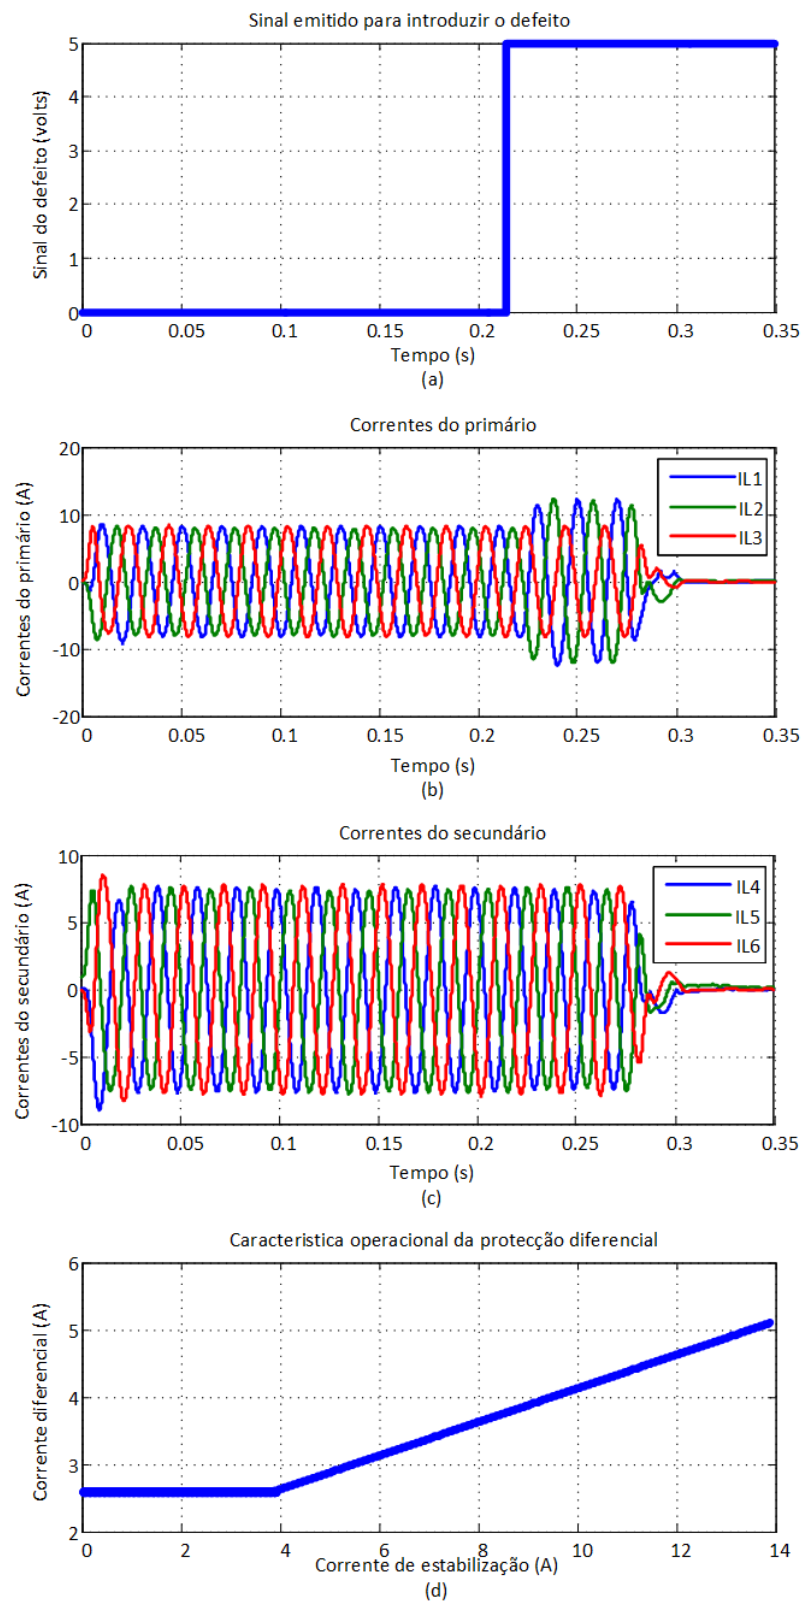 Sinal emitido para introduzir o defeito
Sinal do defeito (volts)
5
4
3
2
1
0
0 0.05 0.1 0.15 0.2 0.25 0.3 0.35
Tempo (s)
(a)
Correntes do primário
Correntes do primário (A)
20
10
0
-10
-20
IL1
IL2
IL3
0 0.05 0.1 0.15 0.2 0.25 0.3 0.35
Tempo (s)
(b)
Correntes do secundário
Correntes do secundário (A)
10
5
0
-5
-10
IL4
IL5
IL6
0 0.05 0.1 0.15 0.2 0.25 0.3 0.35
Tempo (s)
(c)
Caracteristica operacional da protecção diferencial
Corrente diferencial (A)
6
5
4
3
2
0 2 4 6 8 10 12 14
Corrente de estabilização (A)
(d)